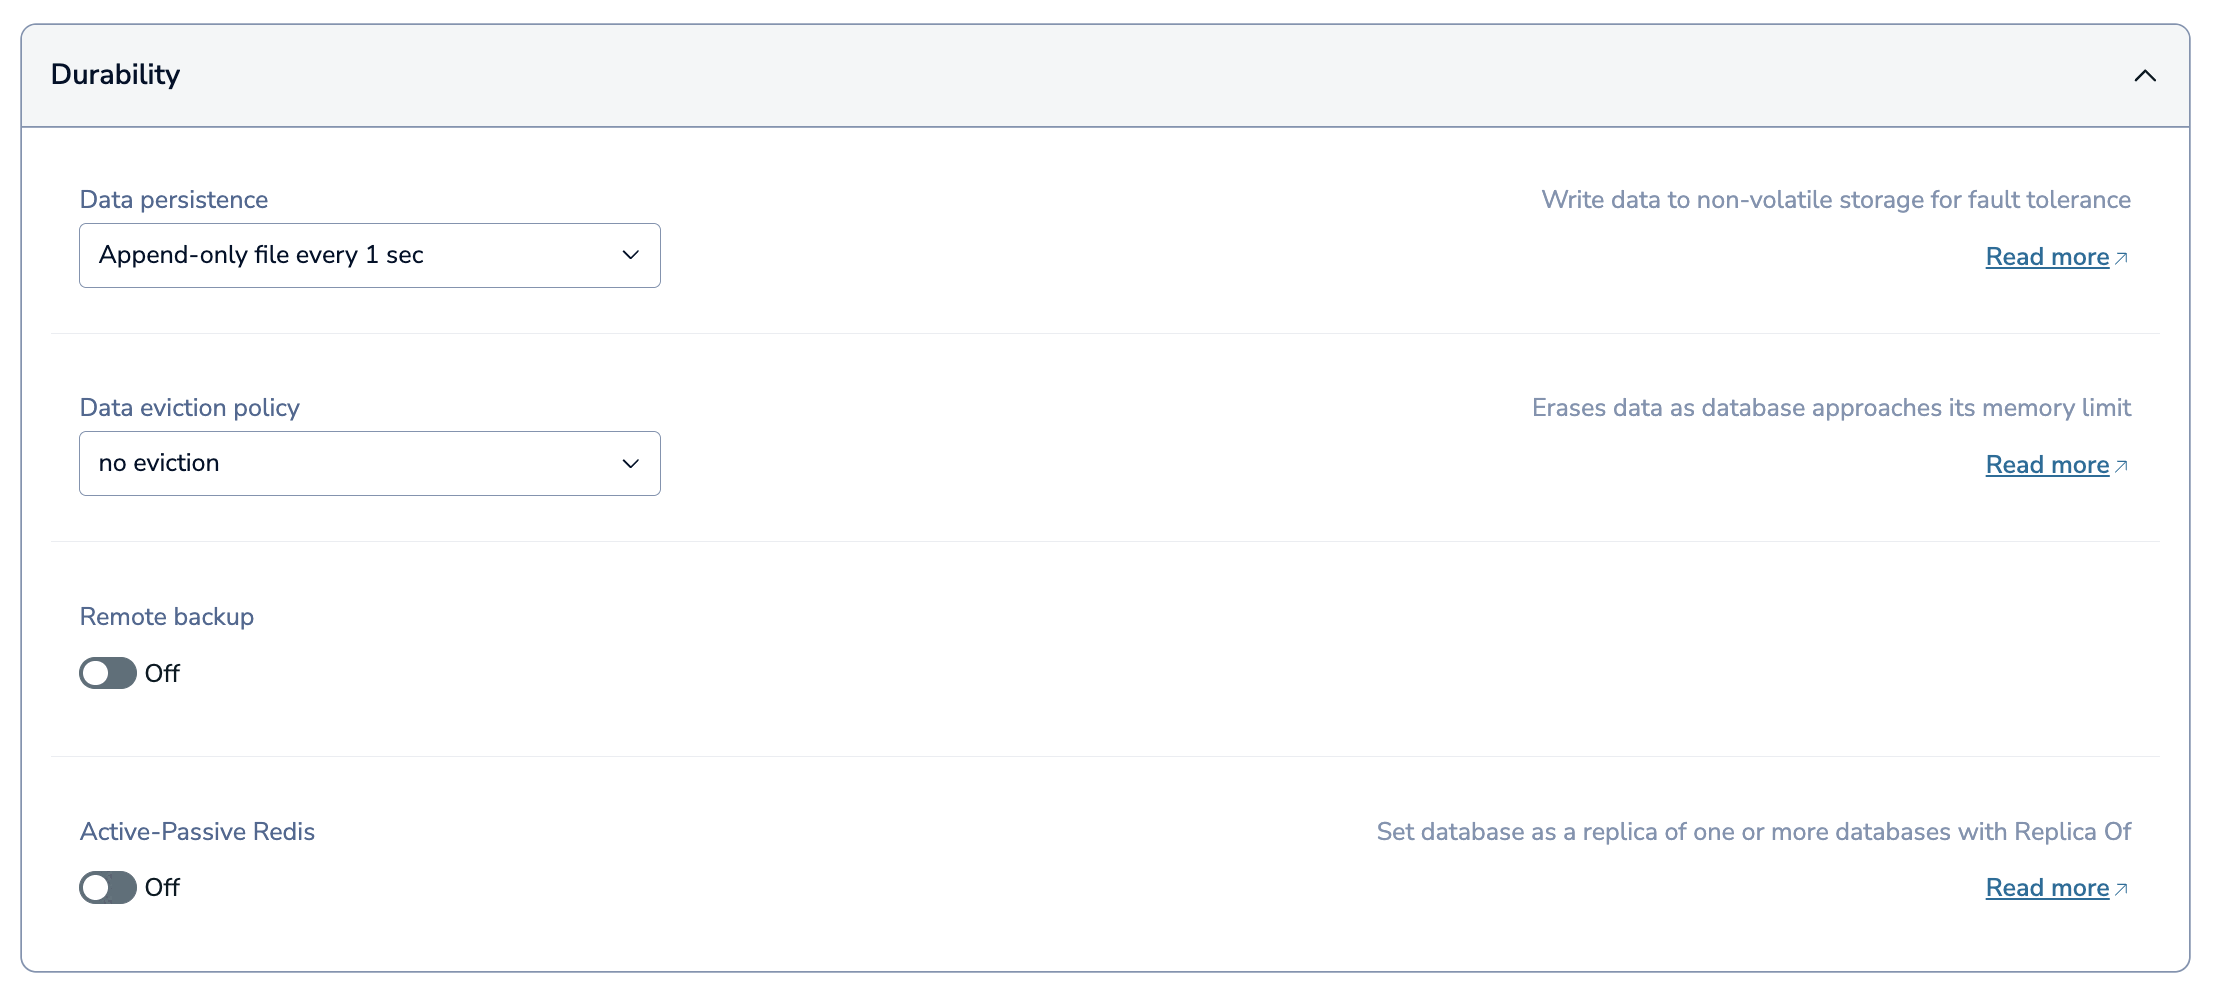 Durability
Data persistence
Write data to non-volatile storage for fault tolerance
Append-only file every 1 sec
Read more
Data eviction policy
Erases data as database approaches its memory limit
no eviction
Read more
Remote backup
Off
Active-Passive Redis
Set database as a replica of one or more databases with Replica Of
Off
Read more